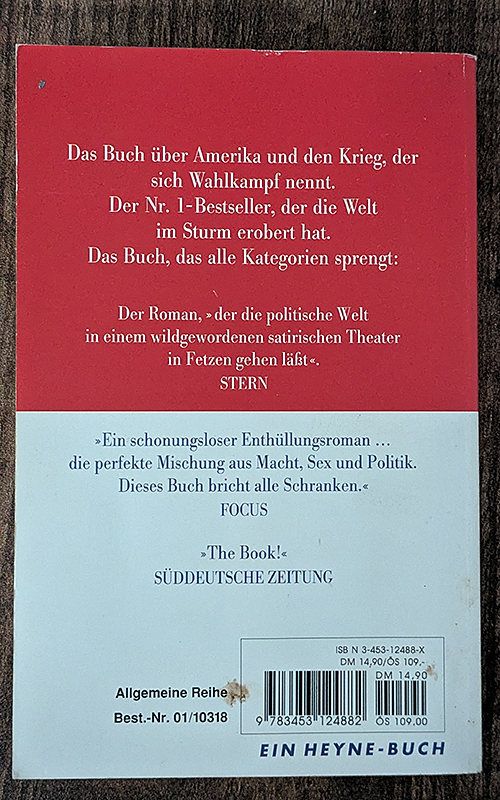 Das Buch über Amerika und den Krieg, der
sich Wahlkampf nennt.
Der Nr. 1-Bestseller, der die Welt
im Sturm erobert hat.
Das Buch, das alle Kategorien sprengt:
Der Roman, »der die politische Welt
in einem wildgewordenen satirischen Theater
in Fetzen gehen läßt«.
STERN
»Ein schonungsloser Enthüllungsroman ...
die perfekte Mischung aus Macht, Sex und Politik.
Dieses Buch bricht alle Schranken.«
FOCUS
»The Book!«
SÜDDEUTSCHE ZEITUNG
ISB N 3-453-12488-X
DM 14,90/ÖS 109.-
DM 14,90
Allgemeine Reihe
Best.-Nr. 01/10318
9 783453 124882
ÖS 109.00
EIN HEYNE-BUCH